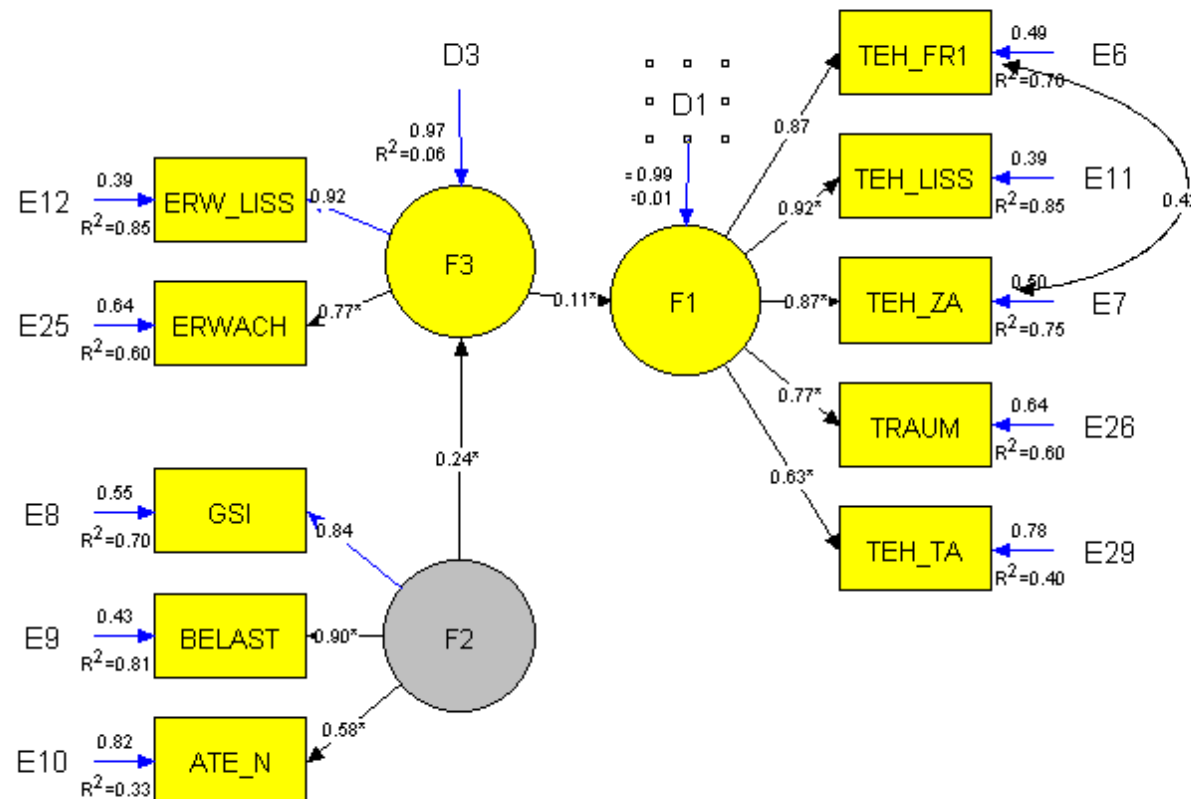 D3
0.97
R²=0.06
D1
=0.99
=0.01
E12
0.39
R²=0.85
ERW_LISS
0.92
F3
E25
0.64
R²=0.60
ERWACH
0.77*
0.11*
F1
0.24*
E8
0.55
R²=0.70
GSI
0.84
E9
0.43
R²=0.81
BELAST
0.90*
F2
E10
0.82
R²=0.33
ATE_N
0.58*
0.87
TEH_FR1
0.49
R²=0.70
E6
0.92*
TEH_LISS
0.39
R²=0.85
E11
0.87*
TEH_ZA
0.50
R²=0.75
E7
0.77*
TRAUM
0.64
R²=0.60
E26
0.63*
TEH_TA
0.78
R²=0.40
E29